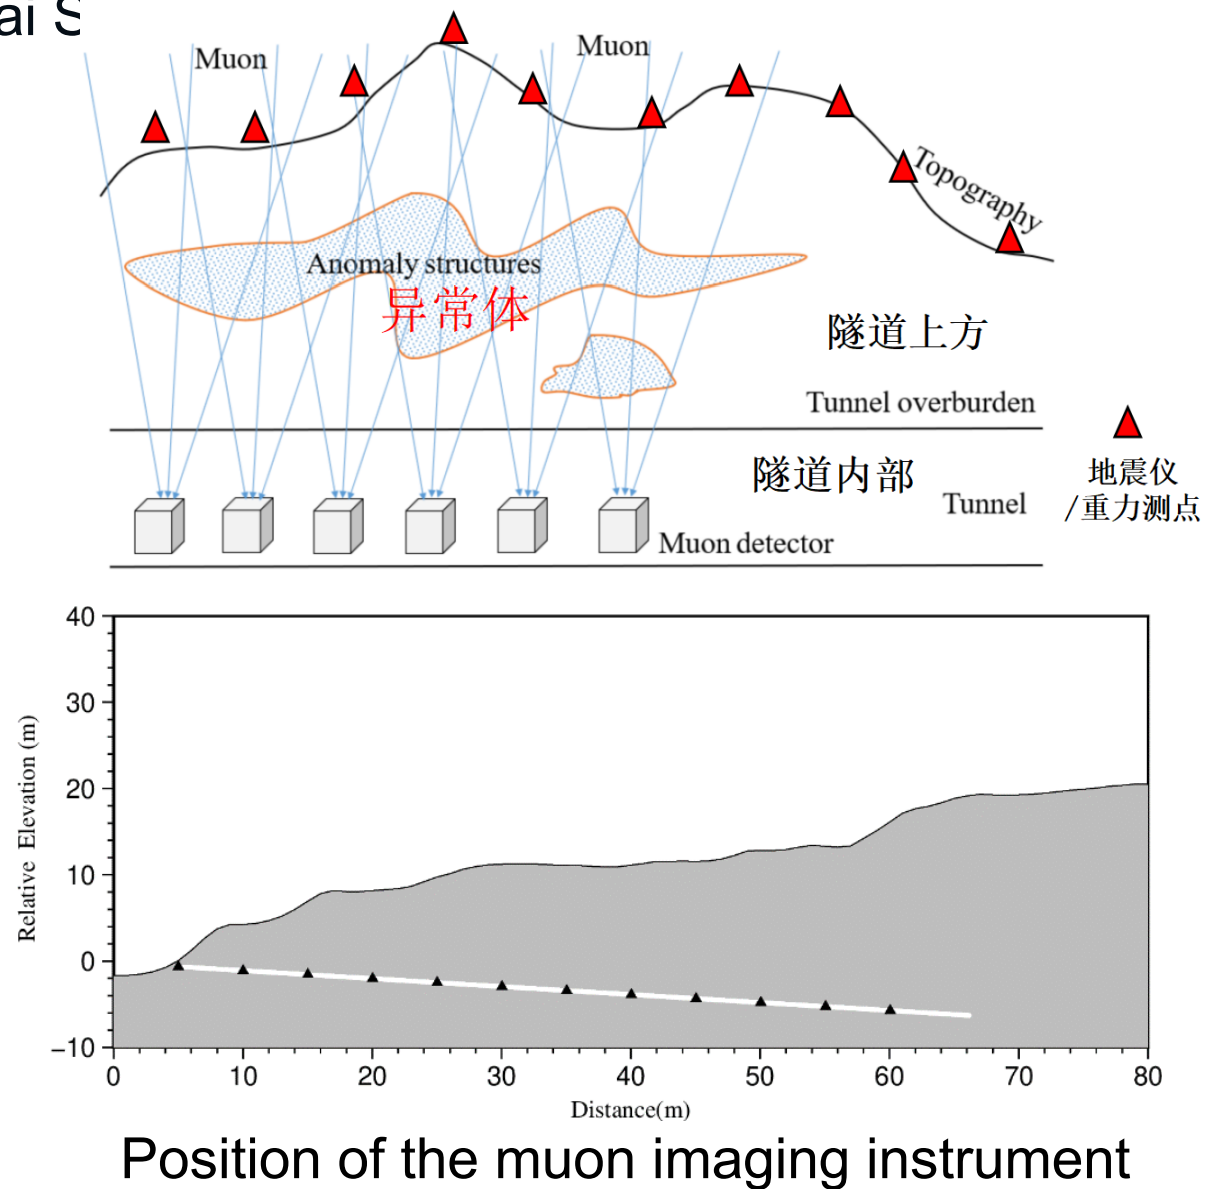 ai S
Muon
Muon
Topography
Anomaly structures
异常体
隧道上方
Tunnel overburden
隧道内部
地震仪
/重力测点
Tunnel
Muon detector
40
30
20
10
0
−10
Relative Elevation (m)
0 10 20 30 40 50 60 70 80
Distance(m)
Position of the muon imaging instrument